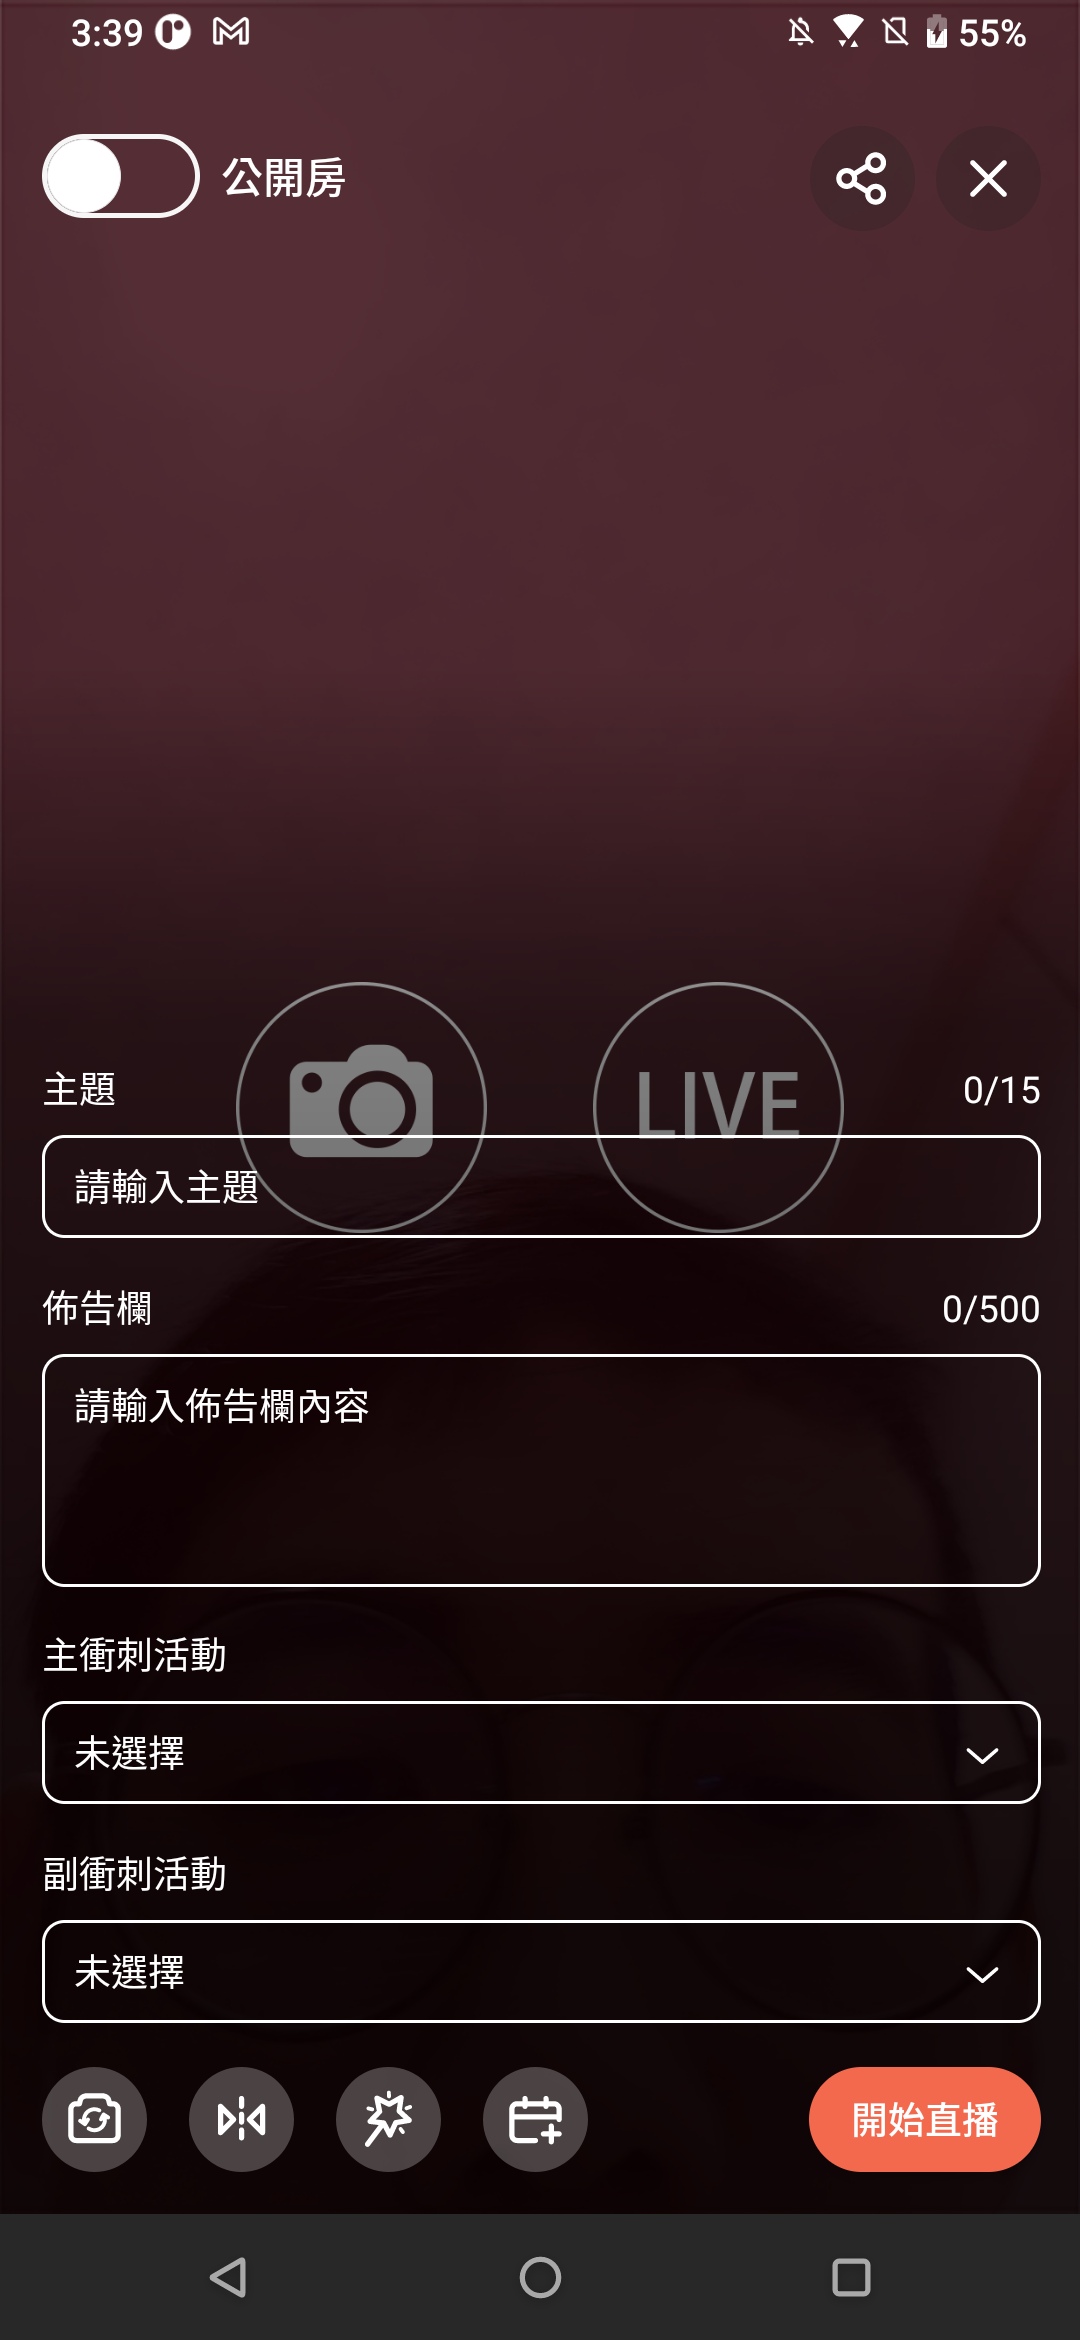 3:39
55%
公開房
LIVE
主題
0/15
請輸入主題
佈告欄
0/500
請輸入佈告欄內容
主衝刺活動
未選擇
副衝刺活動
未選擇
開始直播